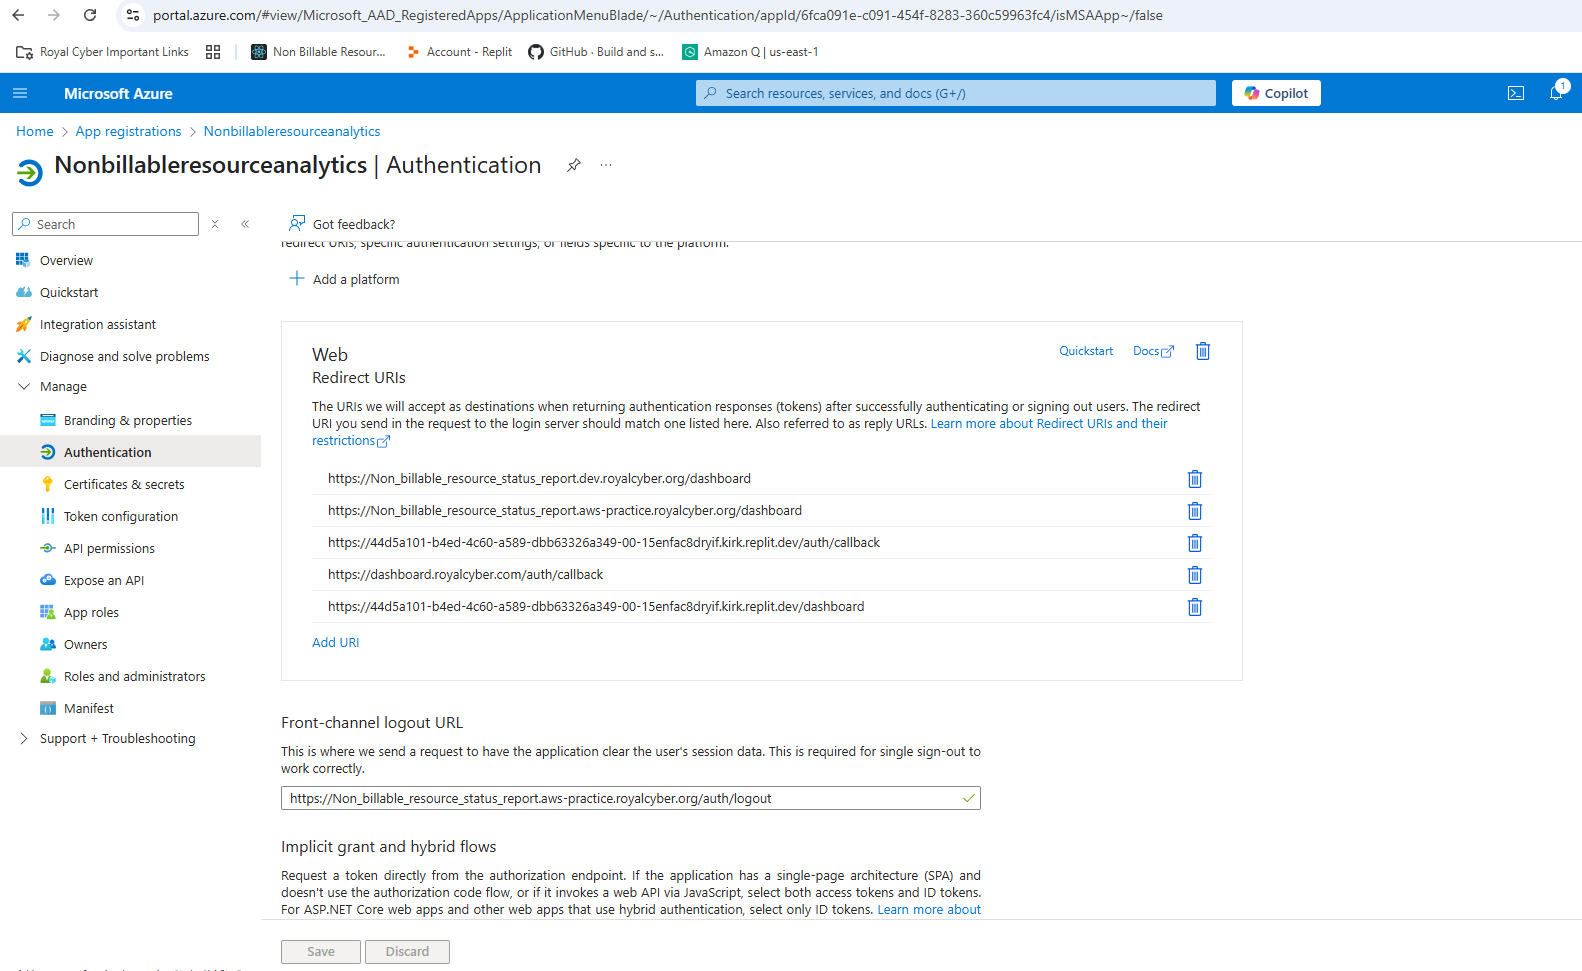 portal.azure.com/#view/Microsoft_AAD_RegisteredApps/ApplicationMenuBlade/~/Authentication/appId/6fca091e-c091-454f-8283-360c59963fc4/isMSAApp~/false
Royal Cyber Important Links
Non Billable Resour...
Account - Replit
GitHub · Build and s...
Amazon Q | us-east-1
Microsoft Azure
Search resources, services, and docs (G+/)
Copilot
1
Home > App registrations > Nonbillableresourceanalytics
Nonbillableresourceanalytics | Authentication
Search
Got feedback?
redirect URIs, specific authentication settings, or fields specific to the platform.
Add a platform
Overview
Quickstart
Integration assistant
Diagnose and solve problems
Manage
Branding & properties
Authentication
Certificates & secrets
Token configuration
API permissions
Expose an API
App roles
Owners
Roles and administrators
Manifest
Support + Troubleshooting
Web
Quickstart
Docs
Redirect URIs
The URIs we will accept as destinations when returning authentication responses (tokens) after successfully authenticating or signing out users. The redirect
URI you send in the request to the login server should match one listed here. Also referred to as reply URLs. Learn more about Redirect URIs and their
restrictions
https://Non_billable_resource_status_report.dev.royalcyber.org/dashboard
https://Non_billable_resource_status_report.aws-practice.royalcyber.org/dashboard
https://44d5a101-b4ed-4c60-a589-dbb63326a349-00-15enfac8dryif.kirk.replit.dev/auth/callback
https://dashboard.royalcyber.com/auth/callback
https://44d5a101-b4ed-4c60-a589-dbb63326a349-00-15enfac8dryif.kirk.replit.dev/dashboard
Add URI
Front-channel logout URL
This is where we send a request to have the application clear the user's session data. This is required for single sign-out to
work correctly.
https://Non_billable_resource_status_report.aws-practice.royalcyber.org/auth/logout
Implicit grant and hybrid flows
Request a token directly from the authorization endpoint. If the application has a single-page architecture (SPA) and
doesn't use the authorization code flow, or if it invokes a web API via JavaScript, select both access tokens and ID tokens.
For ASP.NET Core web apps and other web apps that use hybrid authentication, select only ID tokens. Learn more about
Save
Discard